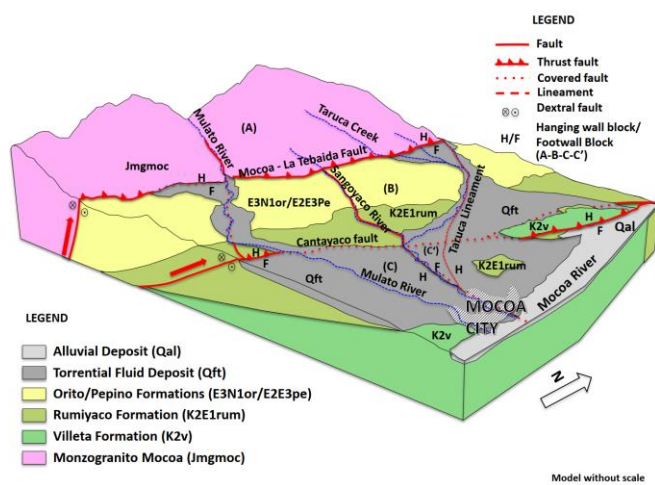 LEGEND
Fault
Thrust fault
Covered fault
Lineament
Dextral fault
H/F
Hanging wall block/
Footwall Block
(A-B-C-C’)
Mulato River
(A)
Taruca Creek
Jmgmoc
H
F
Mocoa - La Tebaida Fault
H
F
Sangoyaco River
(B)
E3N1or/E2E3Pe
K2E1rum
Taruca Lineament
Qft
K2v
H
F
Qal
Cantayaco fault
(C’)
H
F
Qft
Mulato River
(C)
H
F
H
K2E1rum
Mocoa River
MOCOA
CITY
K2v
N
LEGEND
Alluvial Deposit (Qal)
Torrential Fluid Deposit (Qft)
Orito/Pepino Formations (E3N1or/E2E3pe)
Rumiyaco Formation (K2E1rum)
Villeta Formation (K2v)
Monzogranito Mocoa (Jmgmoc)
Model without scale